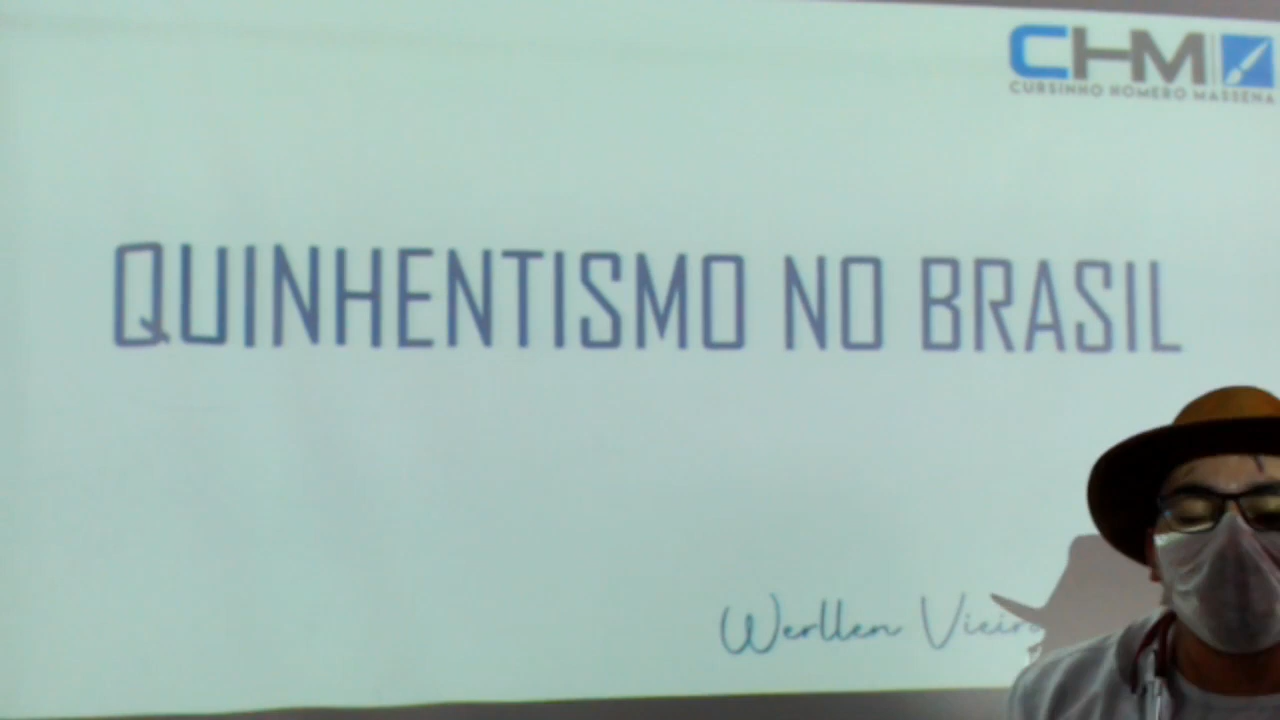 CHM
CURSINHO HOMERO MASSENA
QUINHENTISMO NO BRASIL
Werllen